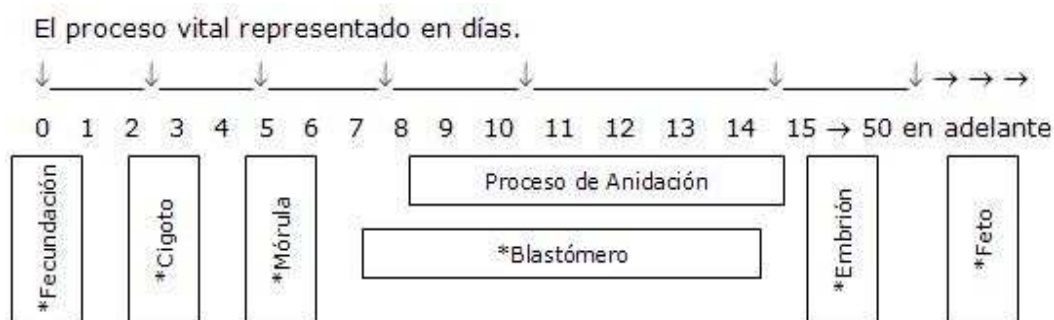 El proceso vital representado en días.
↓ ↓ ↓ ↓ ↓ ↓ ↓ → → →
0 1 2 3 4 5 6 7 8 9 10 11 12 13 14 15 → 50 en adelante
*Fecundación
*Cigoto
*Mórula
Proceso de Anidación
*Blastómero
*Embrión
*Feto